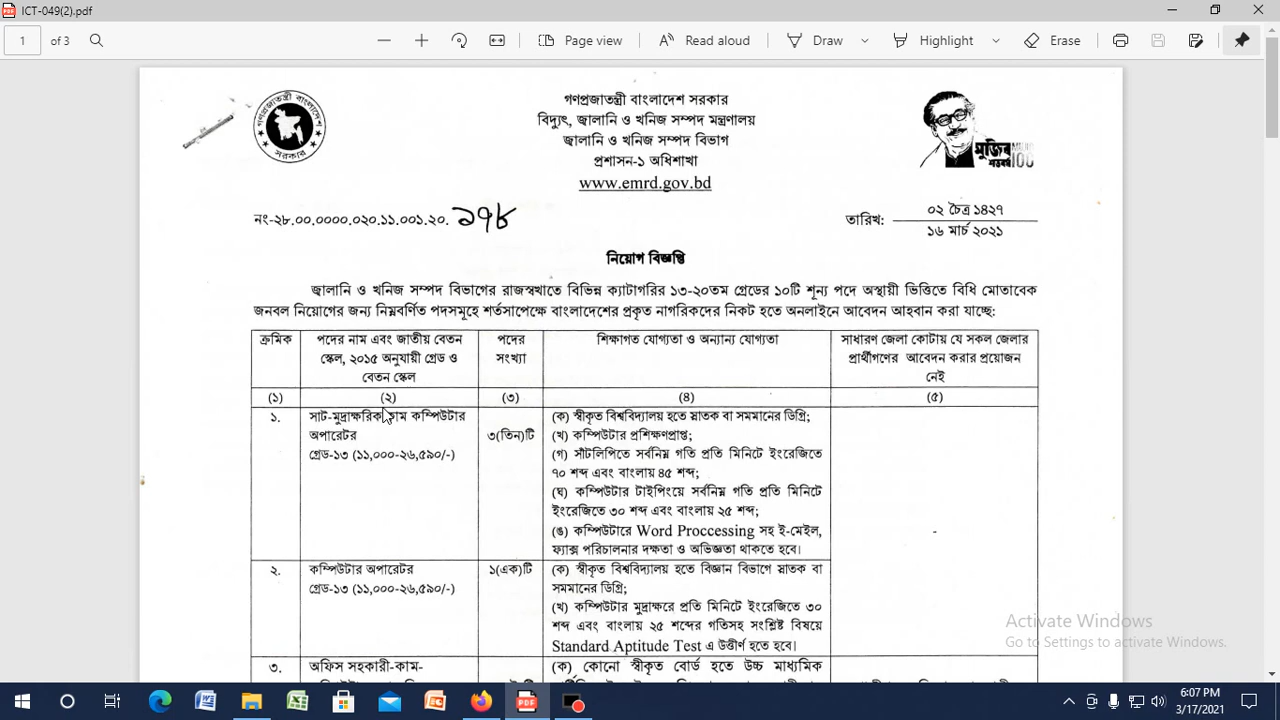 ICT-049(2).pdf
1 of 3 Page view Read aloud Draw Highlight Erase
গণপ্রজাতন্ত্রী বাংলাদেশ সরকার
বিদ্যুৎ, জ্বালানি ও খনিজ সম্পদ মন্ত্রণালয়
জ্বালানি ও খনিজ সম্পদ বিভাগ
প্রশাসন-১ অধিশাখা
www.emrd.gov.bd
গণপ্রজাতন্ত্রী বাংলাদেশ
সরকার
মুজিব
শতবর্ষ 100
নং-২৮.০০.০০০০.০২০.১১.০০১.২০. ১৭৮
তারিখ: ০২ চৈত্র ১৪২৭
১৬ মার্চ ২০২১
নিয়োগ বিজ্ঞপ্তি
জ্বালানি ও খনিজ সম্পদ বিভাগের রাজস্বখাতে বিভিন্ন ক্যাটাগরির ১৩-২০তম গ্রেডের ১০টি শূন্য পদে অস্থায়ী ভিত্তিতে বিধি মোতাবেক
জনবল নিয়োগের জন্য নিম্নবর্ণিত পদসমূহে শর্তসাপেক্ষে বাংলাদেশের প্রকৃত নাগরিকদের নিকট হতে অনলাইনে আবেদন আহবান করা যাচ্ছে:
ক্রমিক
পদের নাম এবং জাতীয় বেতন
স্কেল, ২০১৫ অনুযায়ী গ্রেড ও
বেতন স্কেল
পদের
সংখ্যা
শিক্ষাগত যোগ্যতা ও অন্যান্য যোগ্যতা
সাধারণ জেলা কোটায় যে সকল জেলার
প্রার্থীগণের আবেদন করার প্রয়োজন
নেই
(১) (২) (৩) (৪) (৫)
১.
সাট-মুদ্রাক্ষরিক কাম কম্পিউটার
অপারেটর
গ্রেড-১৩ (১১,০০০-২৬,৫৯০/-)
৩(তিন)টি
(ক) স্বীকৃত বিশ্ববিদ্যালয় হতে স্নাতক বা সমমানের ডিগ্রি;
(খ) কম্পিউটার প্রশিক্ষণপ্রাপ্ত;
(গ) সাঁটলিপিতে সর্বনিম্ন গতি প্রতি মিনিটে ইংরেজিতে
৭০ শব্দ এবং বাংলায় ৪৫ শব্দ;
(ঘ) কম্পিউটার টাইপিংয়ে সর্বনিম্ন গতি প্রতি মিনিটে
ইংরেজিতে ৩০ শব্দ এবং বাংলায় ২৫ শব্দ;
(ঙ) কম্পিউটারে Word Proccessing সহ ই-মেইল,
ফ্যাক্স পরিচালনার দক্ষতা ও অভিজ্ঞতা থাকতে হবে।
-
২.
কম্পিউটার অপারেটর
গ্রেড-১৩ (১১,০০০-২৬,৫৯০/-)
১(এক)টি
(ক) স্বীকৃত বিশ্ববিদ্যালয় হতে বিজ্ঞান বিভাগে স্নাতক বা
সমমানের ডিগ্রি;
(খ) কম্পিউটার মুদ্রাক্ষরে প্রতি মিনিটে ইংরেজিতে ৩০
শব্দ এবং বাংলায় ২৫ শব্দের গতিসহ সংশ্লিষ্ট বিষয়ে
Standard Aptitude Test এ উত্তীর্ণ হতে হবে।
৩.
অফিস সহকারী-কাম-
(ক) কোনো স্বীকৃত বোর্ড হতে উচ্চ মাধ্যমিক
Activate Windows
Go to Settings to activate Windows.
6:07 PM
3/17/2021